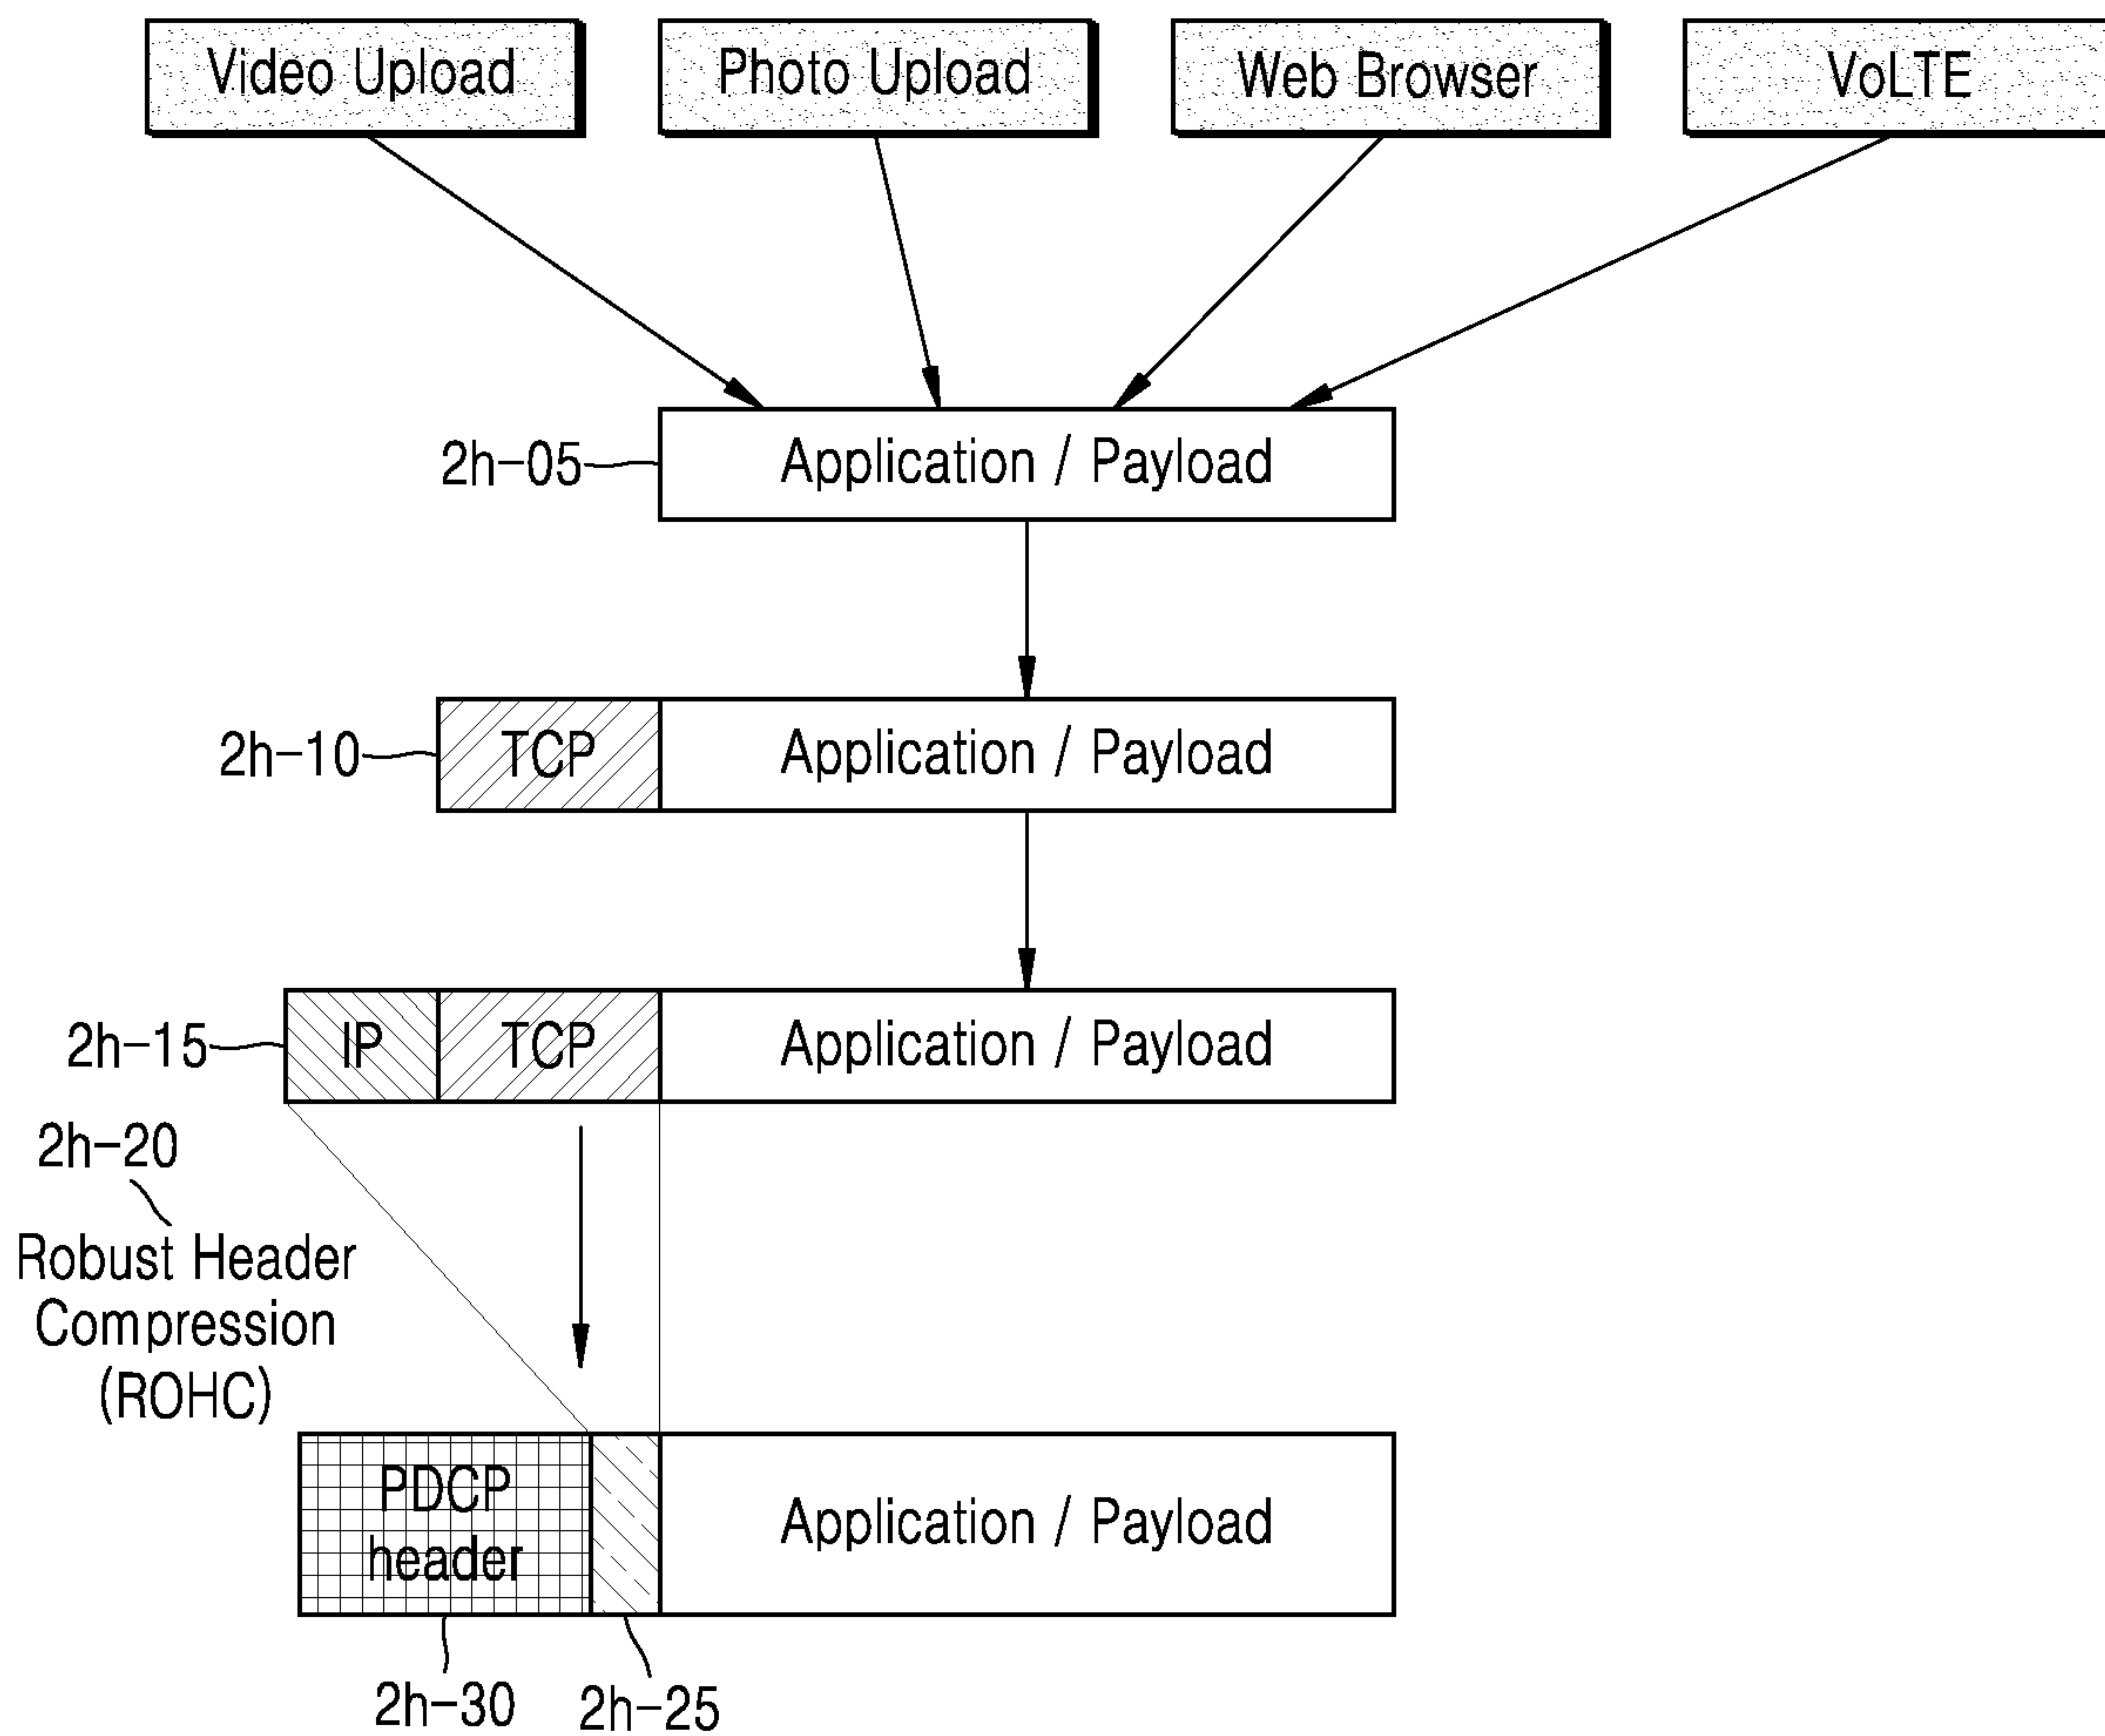 Video Upload
Photo Upload
Web Browser
VoLTE
2h-05
Application / Payload
2h-10
TCP
Application / Payload
2h-15
IP
TCP
Application / Payload
2h-20
Robust Header
Compression
(ROHC)
PDCP
header
Application / Payload
2h-30
2h-25